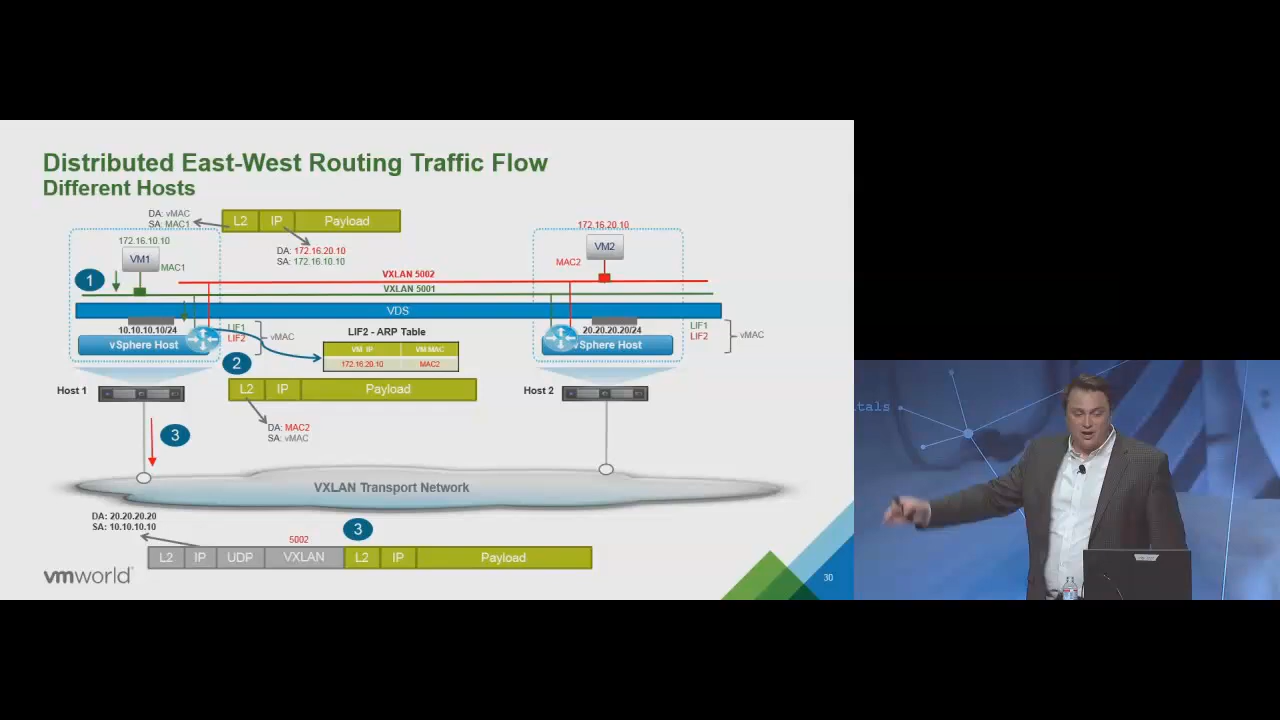 Distributed East-West Routing Traffic Flow
Different Hosts
DA: vMAC
SA: MAC1
L2 IP Payload
DA: 172.16.20.10
SA: 172.16.10.10
172.16.10.10
VM1
MAC1
172.16.20.10
VM2
MAC2
1
VXLAN 5002
VXLAN 5001
VDS
10.10.10.10/24
vSphere Host
LIF1
LIF2
vMAC
LIF2 - ARP Table
VM IP VM MAC
172.16.20.10 MAC2
20.20.20.20/24
vSphere Host
LIF1
LIF2
vMAC
2
Host 1
L2 IP Payload
Host 2
DA: MAC2
SA: vMAC
3
VXLAN Transport Network
DA: 20.20.20.20
SA: 10.10.10.10
3
5002
L2 IP UDP VXLAN L2 IP Payload
vmworld
30
tals